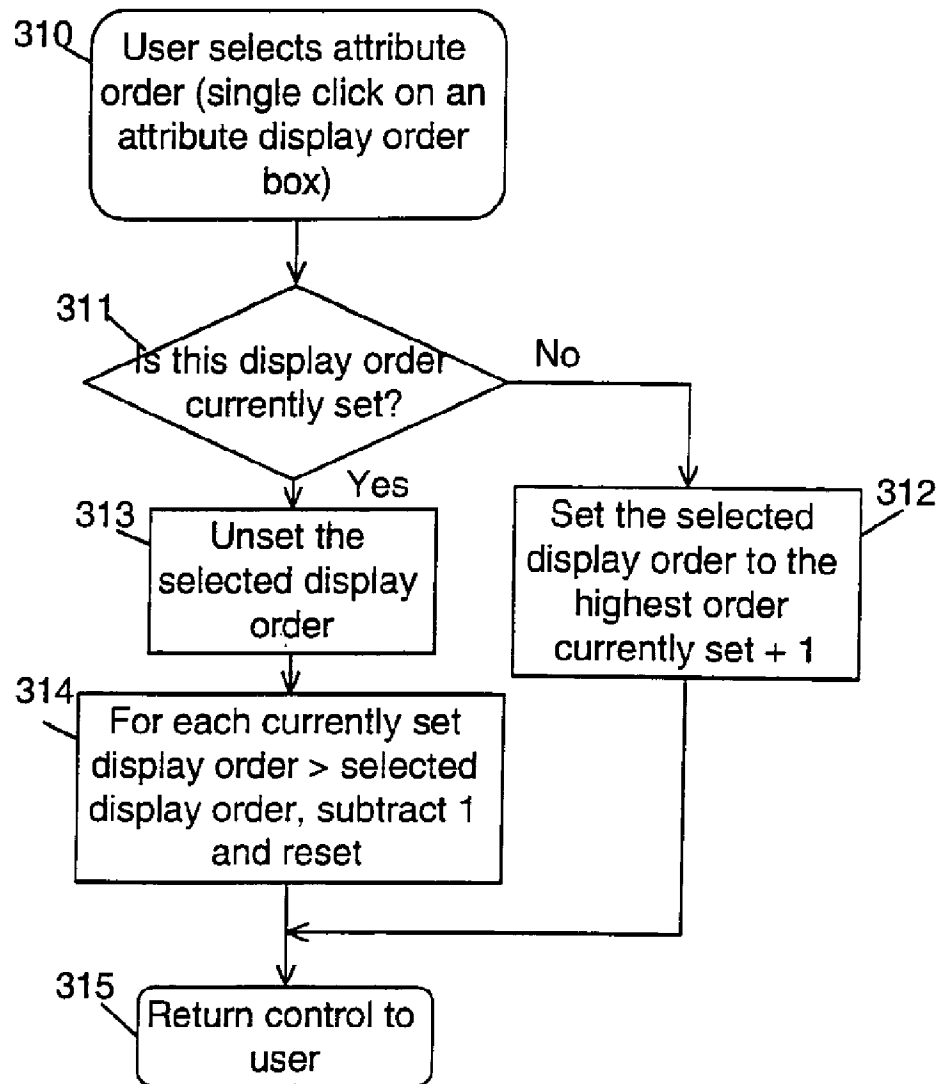 310
User selects attribute
order (single click on an
attribute display order
box)
311
Is this display order
currently set?
No
Yes
313
Unset the
selected display
order
312
Set the selected
display order to the
highest order
currently set + 1
314
For each currently set
display order > selected
display order, subtract 1
and reset
315
Return control to
user